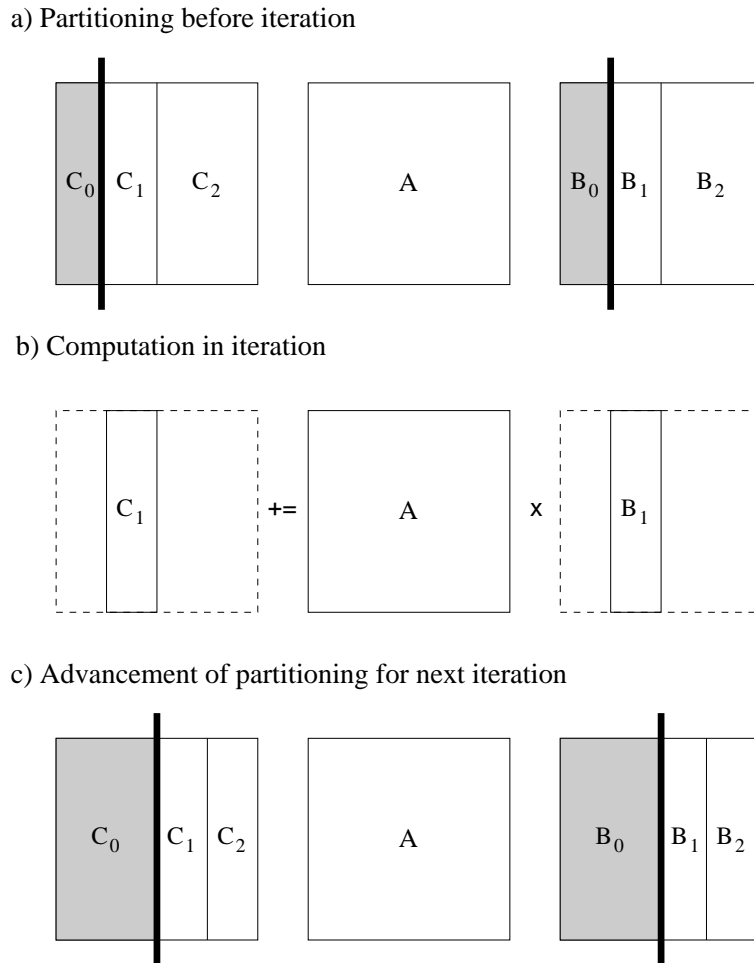 a) Partitioning before iteration
C0 C1 C2 A B0 B1 B2
b) Computation in iteration
C1 += A x B1
c) Advancement of partitioning for next iteration
C0 C1 C2 A B0 B1 B2